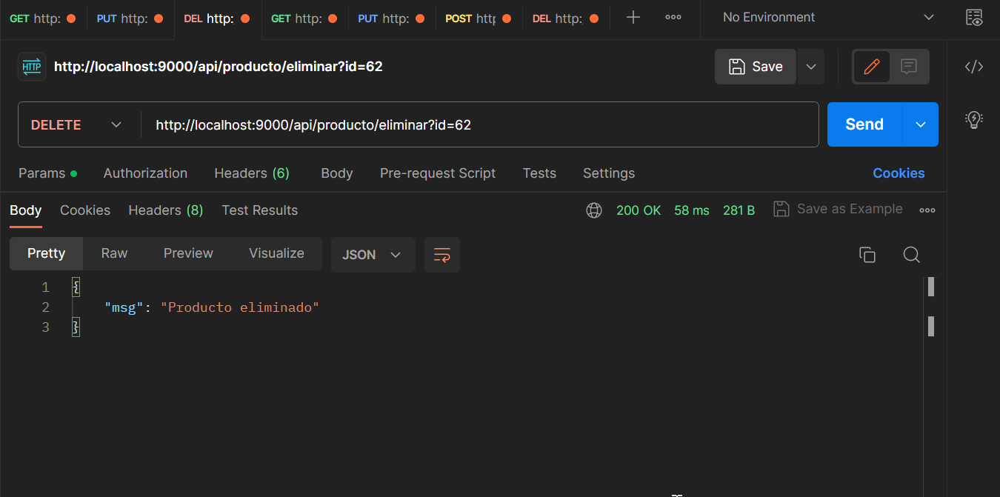 GET http: PUT http: DEL http: GET http: PUT http: POST http DEL http: No Environment
HTTP http://localhost:9000/api/producto/eliminar?id=62 Save
DELETE http://localhost:9000/api/producto/eliminar?id=62 Send
Params Authorization Headers (6) Body Pre-request Script Tests Settings Cookies
Body Cookies Headers (8) Test Results 200 OK 58 ms 281 B Save as Example
Pretty Raw Preview Visualize JSON
1 {
2 "msg": "Producto eliminado"
3 }